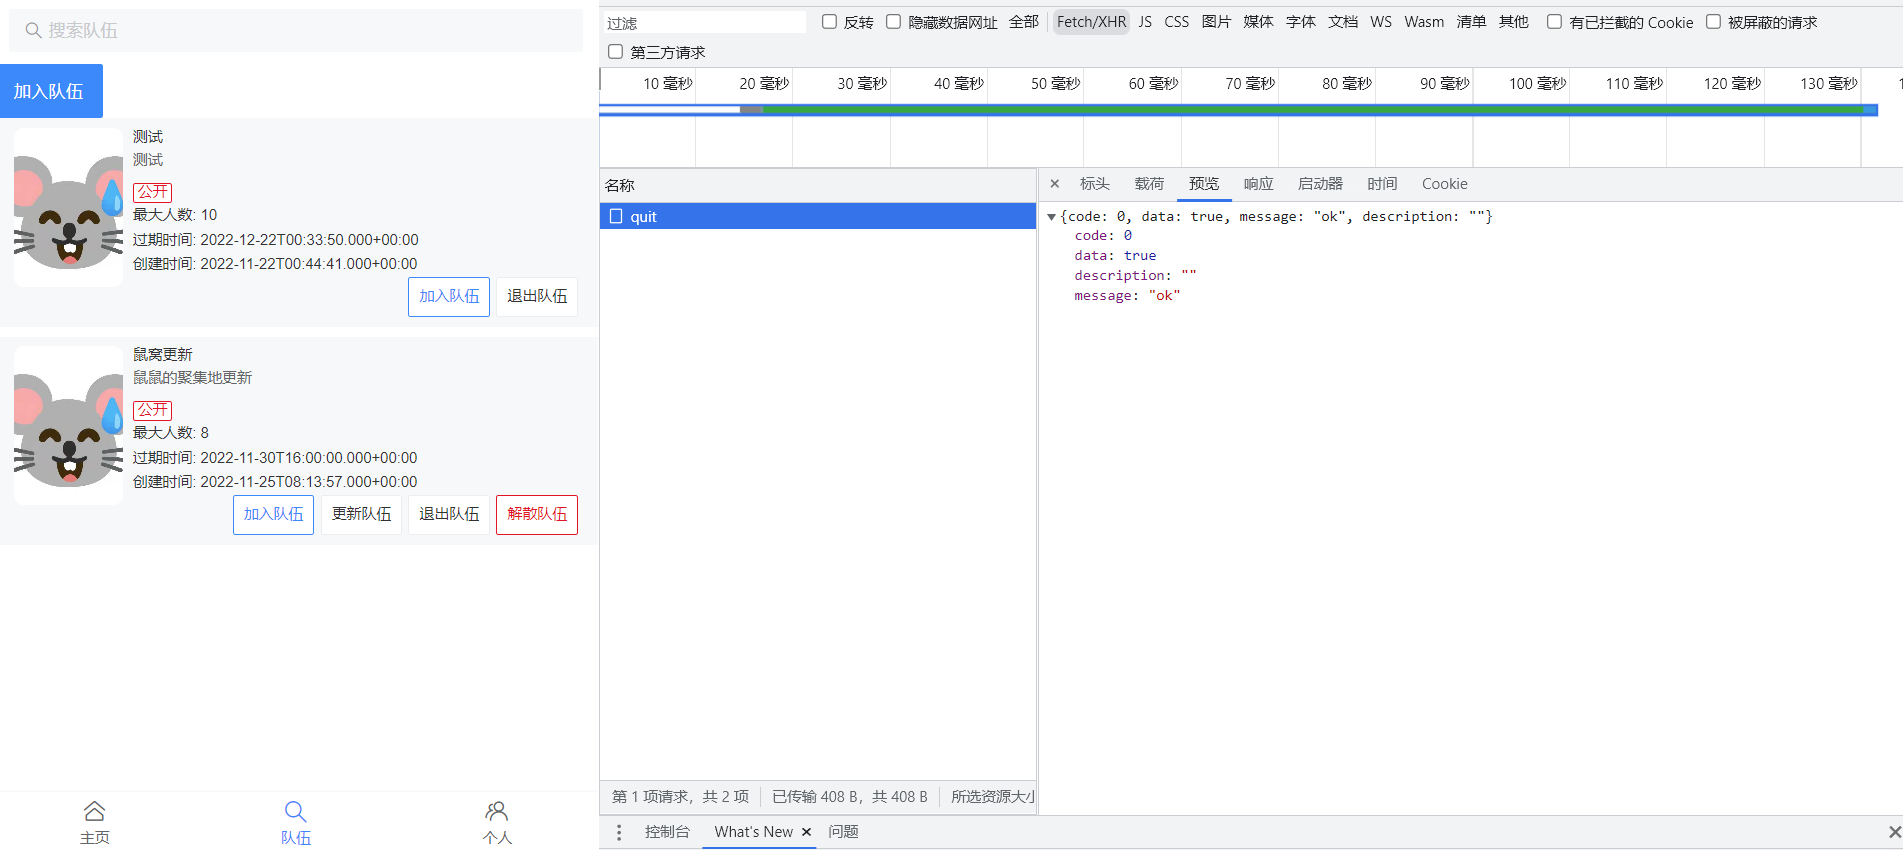 搜索队伍
加入队伍
测试
测试
公开
最大人数: 10
过期时间: 2022-12-22T00:33:50.000+00:00
创建时间: 2022-11-22T00:44:41.000+00:00
加入队伍 退出队伍
鼠窝更新
鼠鼠的聚集地更新
公开
最大人数: 8
过期时间: 2022-11-30T16:00:00.000+00:00
创建时间: 2022-11-25T08:13:57.000+00:00
加入队伍 更新队伍 退出队伍 解散队伍
主页 队伍 个人
过滤 反转 隐藏数据网址 全部 Fetch/XHR JS CSS 图片 媒体 字体 文档 WS Wasm 清单 其他 有已拦截的 Cookie 被屏蔽的请求
第三方请求
10 毫秒 20 毫秒 30 毫秒 40 毫秒 50 毫秒 60 毫秒 70 毫秒 80 毫秒 90 毫秒 100 毫秒 110 毫秒 120 毫秒 130 毫秒
名称
quit
× 标头 载荷 预览 响应 启动器 时间 Cookie
▼{code: 0, data: true, message: "ok", description: ""}
code: 0
data: true
description: ""
message: "ok"
第 1 项请求，共 2 项 已传输 408 B，共 408 B 所选资源大小
控制台 What's New × 问题 ×